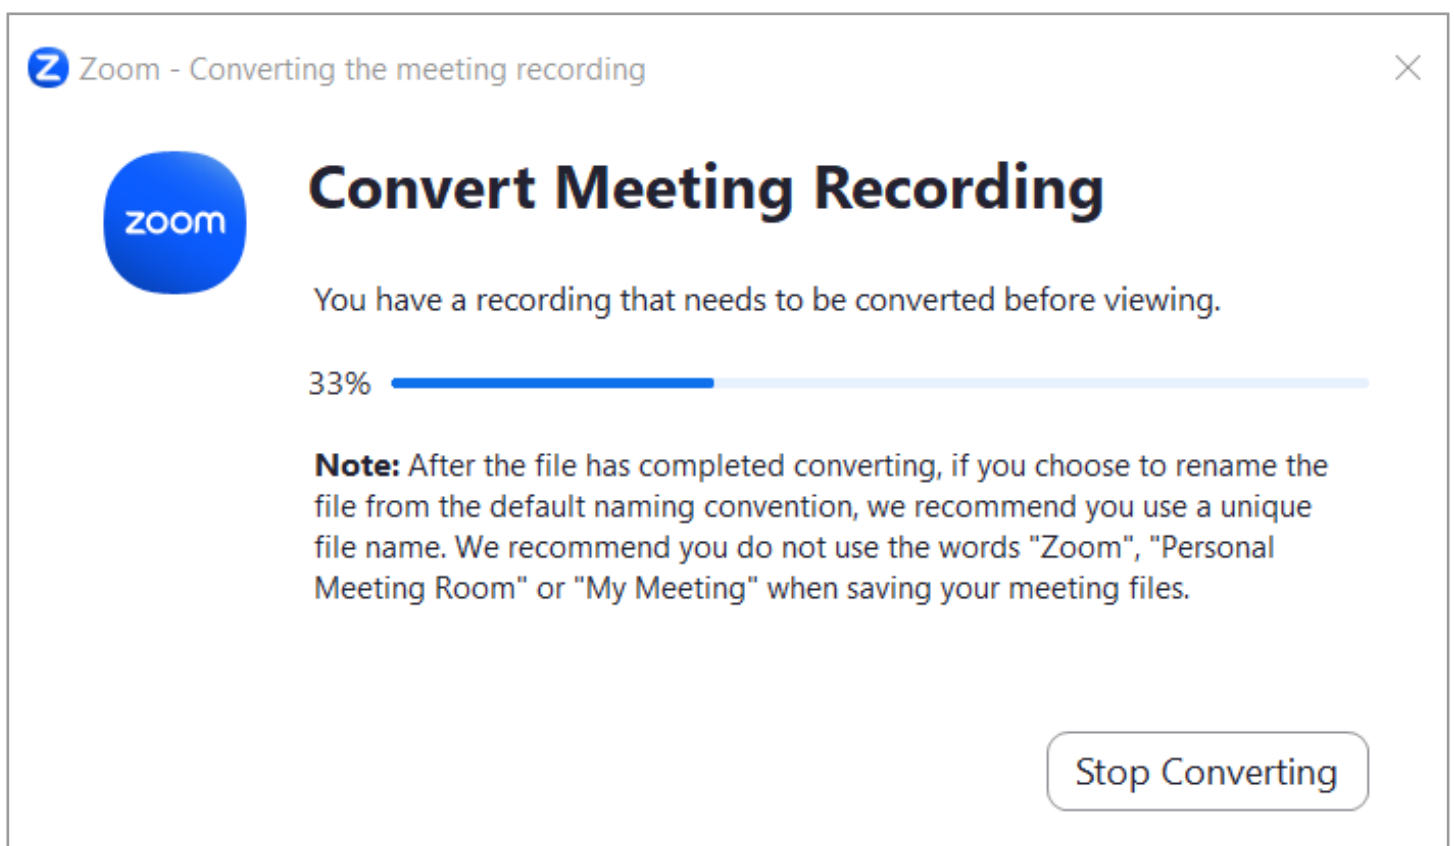 Z Zoom - Converting the meeting recording
zoom
Convert Meeting Recording
You have a recording that needs to be converted before viewing.
33%
Note: After the file has completed converting, if you choose to rename the
file from the default naming convention, we recommend you use a unique
file name. We recommend you do not use the words "Zoom", "Personal
Meeting Room" or "My Meeting" when saving your meeting files.
Stop Converting